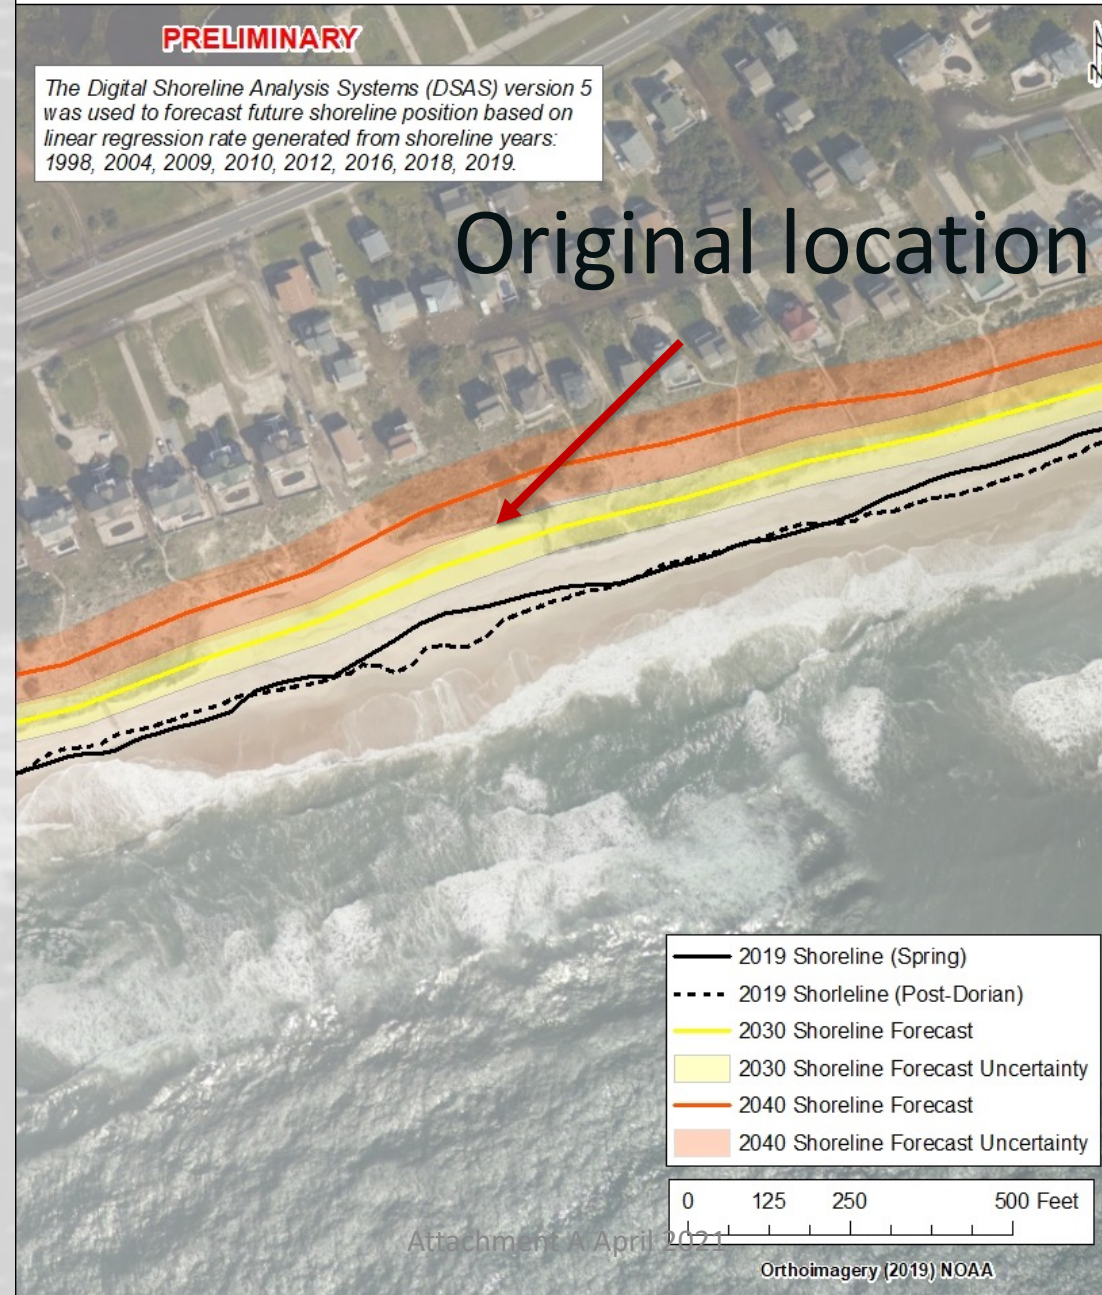 PRELIMINARY
The Digital Shoreline Analysis Systems (DSAS) version 5
was used to forecast future shoreline position based on
linear regression rate generated from shoreline years:
1998, 2004, 2009, 2010, 2012, 2016, 2018, 2019.
N
Original location
2019 Shoreline (Spring)
2019 Shorleline (Post-Dorian)
2030 Shoreline Forecast
2030 Shoreline Forecast Uncertainty
2040 Shoreline Forecast
2040 Shoreline Forecast Uncertainty
0 125 250 500 Feet
Attachment A April 2021
Orthoimagery (2019) NOAA